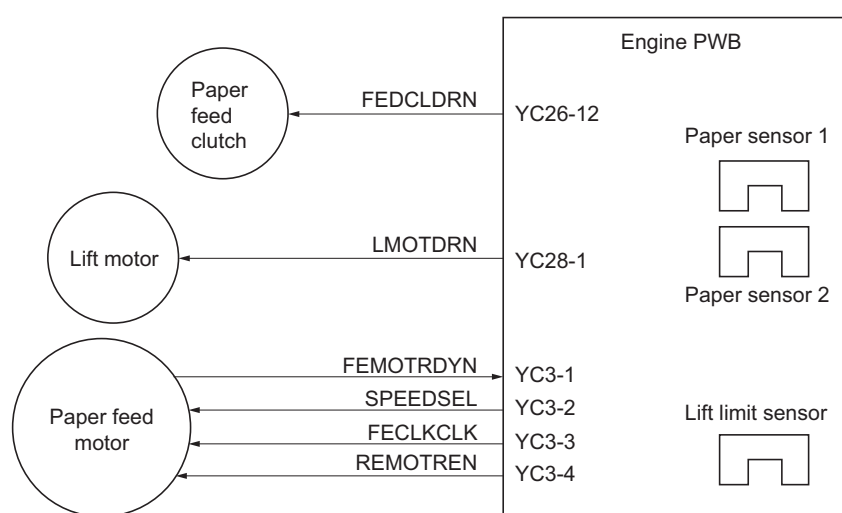 Engine PWB
Paper
feed
clutch
FEDCLDRN
YC26-12
Paper sensor 1
Lift motor
LMOTDRN
YC28-1
Paper sensor 2
Paper feed
motor
FEMOTRDYN
YC3-1
SPEEDSEL
YC3-2
FECLKCLK
YC3-3
REMOTREN
YC3-4
Lift limit sensor